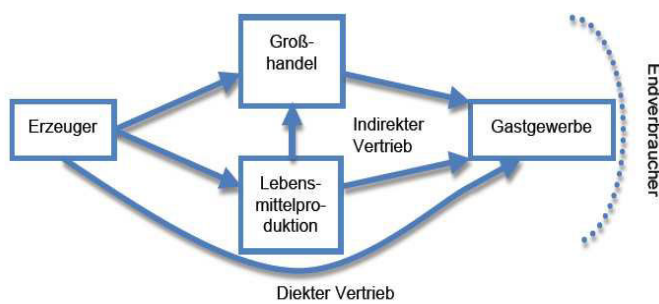 Groß-
handel
Erzeuger
Indirekter
Vertrieb
Gastgewerbe
Lebens-
mittelpro-
duktion
Diekter Vertrieb
Endverbraucher